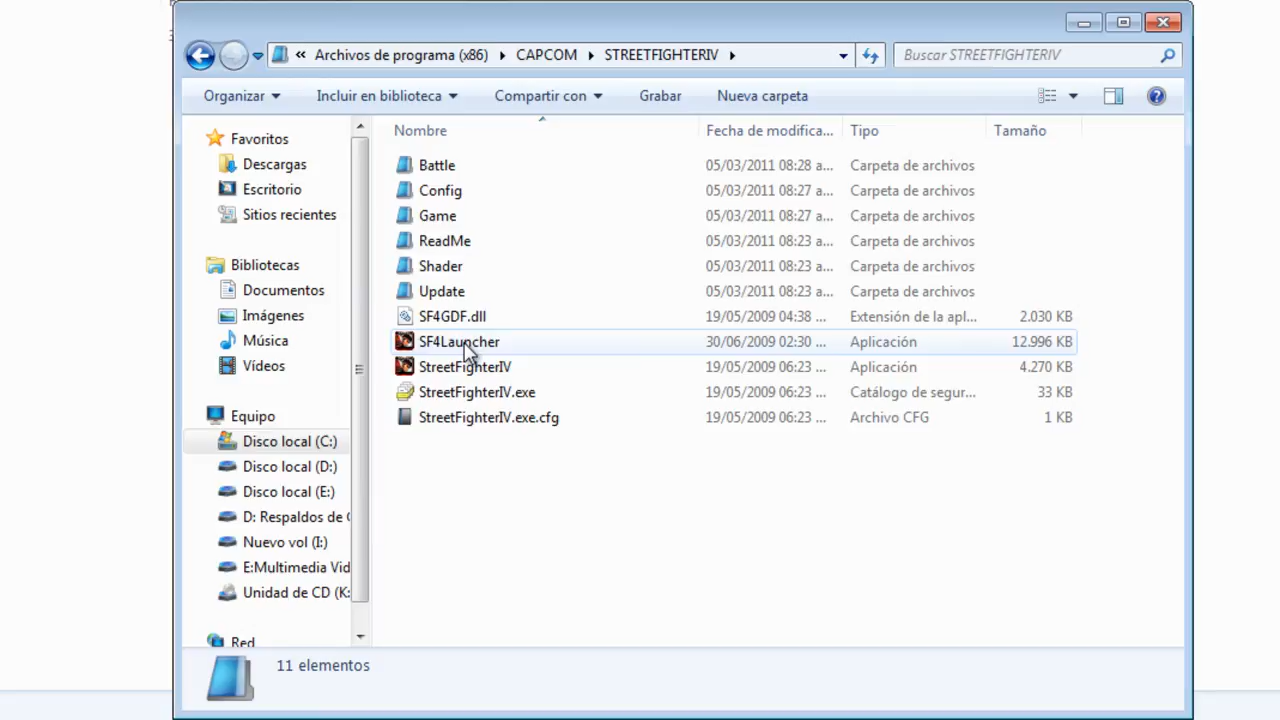 « Archivos de programa (x86) CAPCOM STREETFIGHTERIV
Buscar STREETFIGHTERIV
Organizar Incluir en biblioteca Compartir con Grabar Nueva carpeta
Nombre Fecha de modifica... Tipo Tamaño
Favoritos
Descargas
Escritorio
Sitios recientes
Bibliotecas
Documentos
Imágenes
Música
Vídeos
Equipo
Disco local (C:)
Disco local (D:)
Disco local (E:)
D: Respaldos de
Nuevo vol (I:)
E:Multimedia Vid
Unidad de CD (K:
Red
Battle 05/03/2011 08:28 a... Carpeta de archivos
Config 05/03/2011 08:27 a... Carpeta de archivos
Game 05/03/2011 08:27 a... Carpeta de archivos
ReadMe 05/03/2011 08:23 a... Carpeta de archivos
Shader 05/03/2011 08:23 a... Carpeta de archivos
Update 05/03/2011 08:23 a... Carpeta de archivos
SF4GDF.dll 19/05/2009 04:38 ... Extensión de la apl... 2.030 KB
SF4Launcher 30/06/2009 02:30 ... Aplicación 12.996 KB
StreetFighterIV 19/05/2009 06:23 ... Aplicación 4.270 KB
StreetFighterIV.exe 19/05/2009 06:23 ... Catálogo de segur... 33 KB
StreetFighterIV.exe.cfg 19/05/2009 06:23 ... Archivo CFG 1 KB
11 elementos